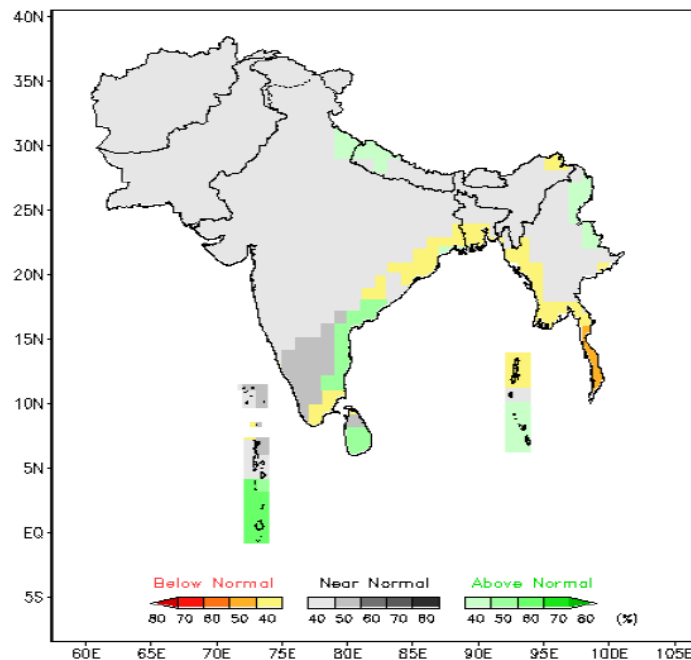 40N
35N
30N
25N
20N
15N
10N
5N
EQ
5S
Below Normal Near Normal Above Normal
80 70 60 50 40 40 50 60 70 80 40 50 60 70 80 (%)
60E 65E 70E 75E 80E 85E 90E 95E 100E 105E